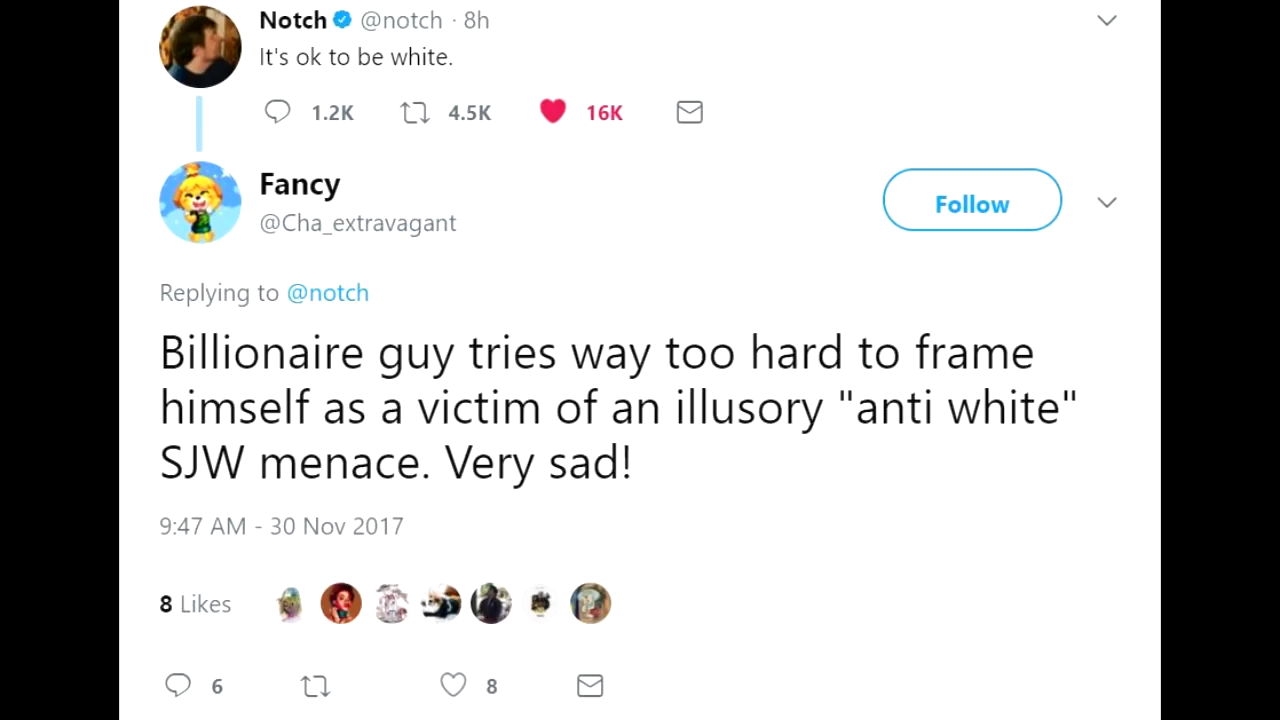 Notch @notch · 8h
It's ok to be white.
1.2K 4.5K 16K
Fancy
@Cha_extravagant
Follow
Replying to @notch
Billionaire guy tries way too hard to frame
himself as a victim of an illusory "anti white"
SJW menace. Very sad!
9:47 AM - 30 Nov 2017
8 Likes
6 8